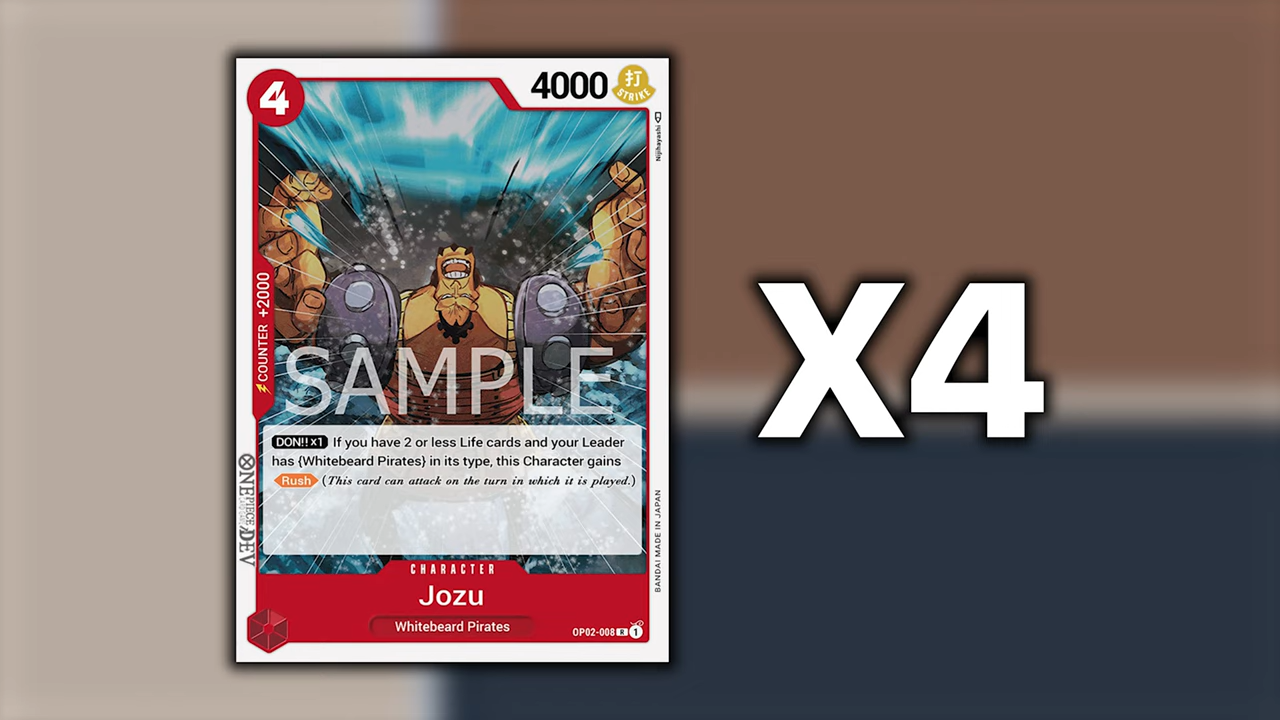 4
4000
打
STRIKE
Nijihayashi
COUNTER +2000
SAMPLE
X4
DON!! x1 If you have 2 or less Life cards and your Leader
has {Whitebeard Pirates} in its type, this Character gains
Rush (This card can attack on the turn in which it is played.)
ONE PIECE DEV
BANDAI MADE IN JAPAN
CHARACTER
Jozu
Whitebeard Pirates
OP02-008 R 1